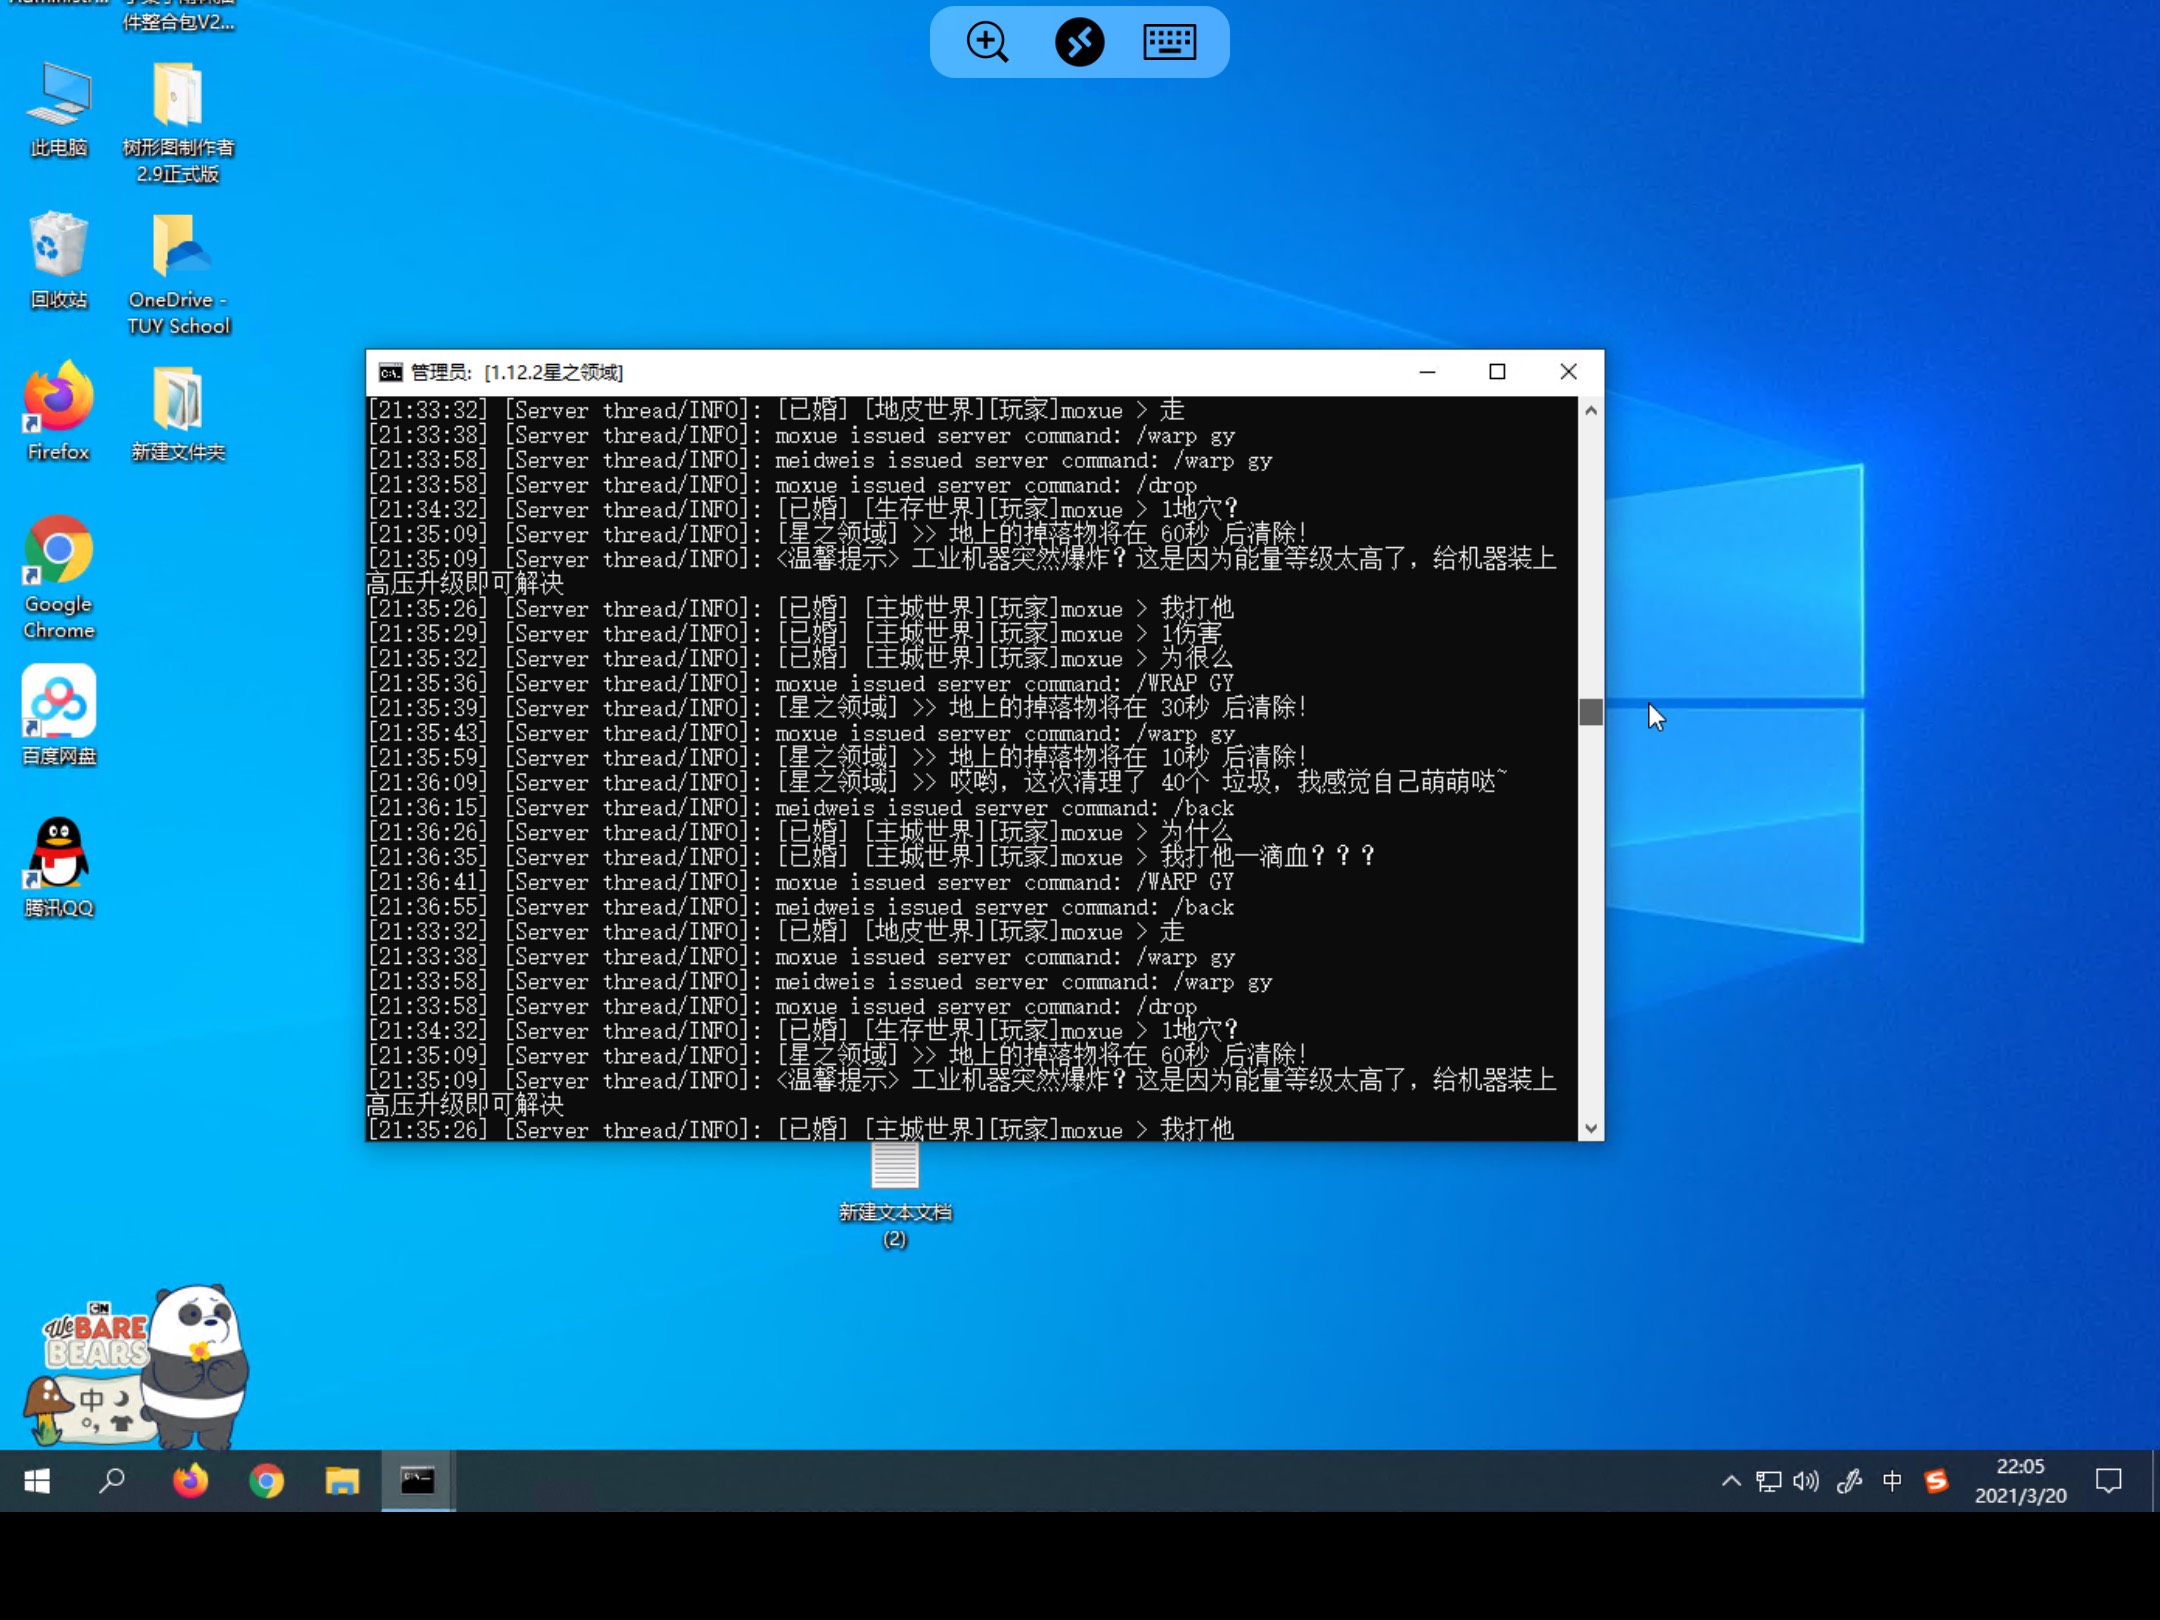 件整合包V2...
此电脑
树形图制作者
2.9正式版
回收站
OneDrive -
TUY School
Firefox
新建文件夹
Google
Chrome
百度网盘
腾讯QQ
管理员: [1.12.2星之领域]
[21:33:32] [Server thread/INFO]: [已婚] [地皮世界][玩家]moxue > 走
[21:33:38] [Server thread/INFO]: moxue issued server command: /warp gy
[21:33:58] [Server thread/INFO]: meidweis issued server command: /warp gy
[21:33:58] [Server thread/INFO]: moxue issued server command: /drop
[21:34:32] [Server thread/INFO]: [已婚] [生存世界][玩家]moxue > 1地穴?
[21:35:09] [Server thread/INFO]: [星之领域] >> 地上的掉落物将在 60秒 后清除!
[21:35:09] [Server thread/INFO]: <温馨提示> 工业机器突然爆炸？这是因为能量等级太高了，给机器装上
高压升级即可解决
[21:35:26] [Server thread/INFO]: [已婚] [主城世界][玩家]moxue > 我打他
[21:35:29] [Server thread/INFO]: [已婚] [主城世界][玩家]moxue > 1伤害
[21:35:32] [Server thread/INFO]: [已婚] [主城世界][玩家]moxue > 为很么
[21:35:36] [Server thread/INFO]: moxue issued server command: /WRAP GY
[21:35:39] [Server thread/INFO]: [星之领域] >> 地上的掉落物将在 30秒 后清除!
[21:35:43] [Server thread/INFO]: moxue issued server command: /warp gy
[21:35:59] [Server thread/INFO]: [星之领域] >> 地上的掉落物将在 10秒 后清除!
[21:36:09] [Server thread/INFO]: [星之领域] >> 哎哟，这次清理了 40个 垃圾，我感觉自己萌萌哒~
[21:36:15] [Server thread/INFO]: meidweis issued server command: /back
[21:36:26] [Server thread/INFO]: [已婚] [主城世界][玩家]moxue > 为什么
[21:36:35] [Server thread/INFO]: [已婚] [主城世界][玩家]moxue > 我打他一滴血？？？
[21:36:41] [Server thread/INFO]: moxue issued server command: /WARP GY
[21:36:55] [Server thread/INFO]: meidweis issued server command: /back
[21:33:32] [Server thread/INFO]: [已婚] [地皮世界][玩家]moxue > 走
[21:33:38] [Server thread/INFO]: moxue issued server command: /warp gy
[21:33:58] [Server thread/INFO]: meidweis issued server command: /warp gy
[21:33:58] [Server thread/INFO]: moxue issued server command: /drop
[21:34:32] [Server thread/INFO]: [已婚] [生存世界][玩家]moxue > 1地穴?
[21:35:09] [Server thread/INFO]: [星之领域] >> 地上的掉落物将在 60秒 后清除!
[21:35:09] [Server thread/INFO]: <温馨提示> 工业机器突然爆炸？这是因为能量等级太高了，给机器装上
高压升级即可解决
[21:35:26] [Server thread/INFO]: [已婚] [主城世界][玩家]moxue > 我打他
新建文本文档
(2)
CN
We BARE
BEARS
中
中
22:05
2021/3/20